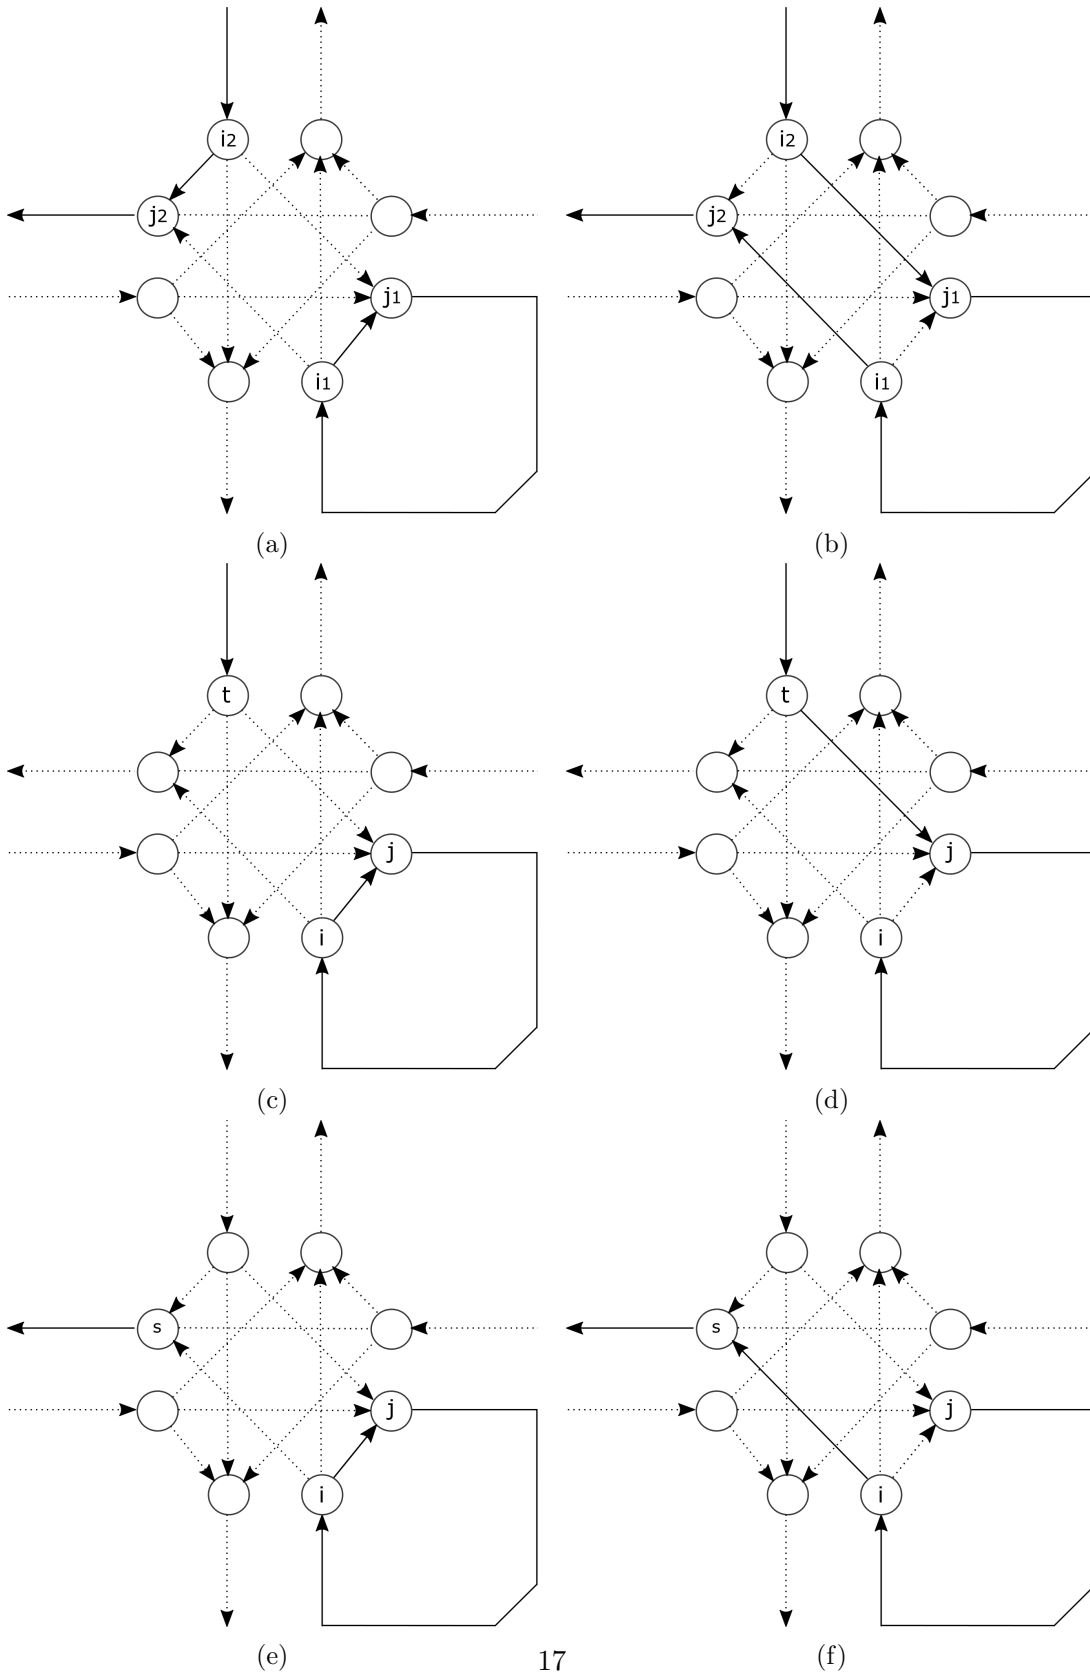 i2 i2
j2 j2
j1 j1
i1 i1
(a) (b)
t t
j j
i i
(c) (d)
s s
j j
i i
(e) 17 (f)